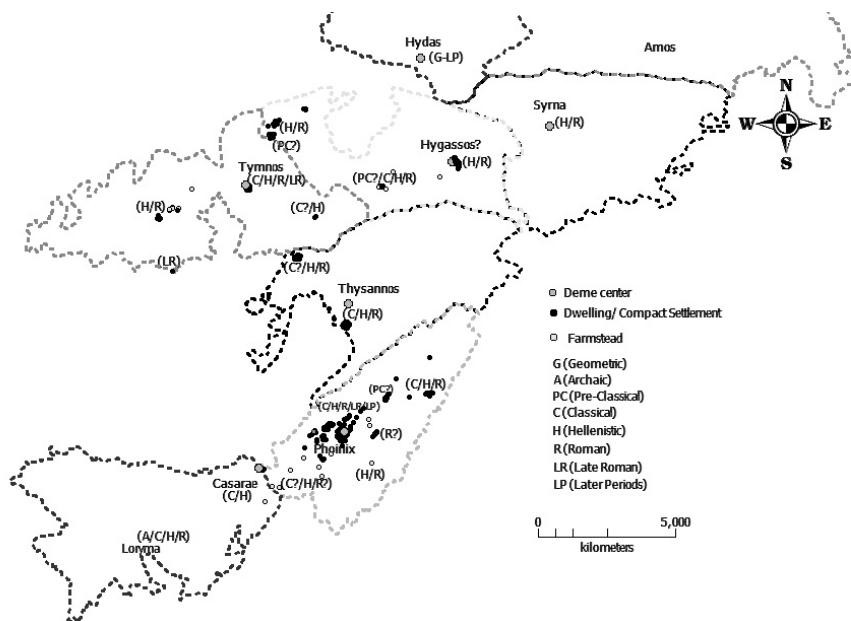 Hydas
(G-LP)
Amos
N
W E
S
Syrna
(H/R)
(H/R)
(PC?)
Hygassos?
(H/R)
Tymnos
(C/H/R/LR)
(PC?/C/H/R)
(H/R)
(C?/H)
(LR)
(C?/H/R)
Thysannos
(C/H/R)
Deme center
Dwelling/ Compact Settlement
Farmstead
G (Geometric)
A (Archaic)
PC (Pre-Classical)
C (Classical)
H (Hellenistic)
R (Roman)
LR (Late Roman)
LP (Later Periods)
(PC?)
(C/H/R)
(C/H/R/LR/LP)
(R?)
Phoinix
(H/R)
Casarae
(C/H)
(C?/H/R?)
(A/C/H/R)
Loryma
0 5,000
kilometers